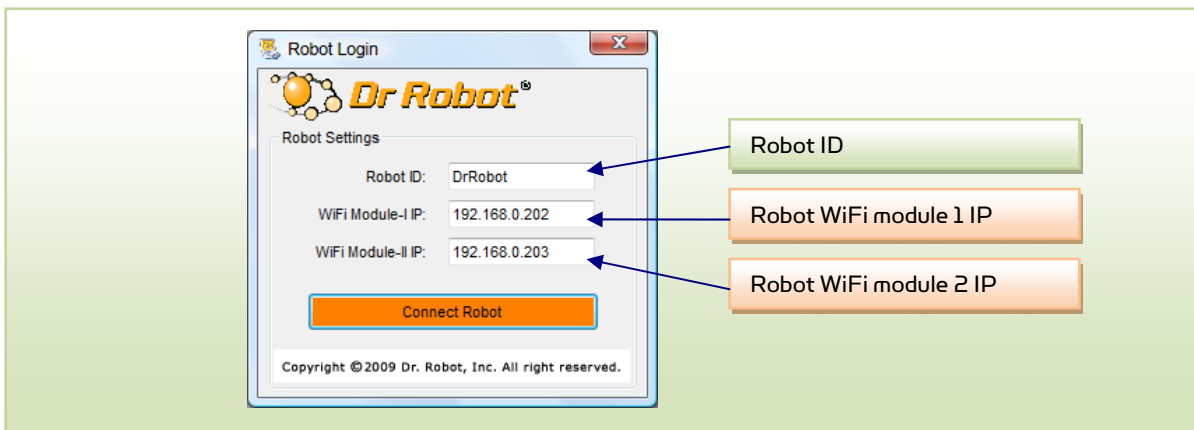 Robot Login
Dr Robot®
Robot Settings
Robot ID: DrRobot
WiFi Module-I IP: 192.168.0.202
WiFi Module-II IP: 192.168.0.203
Connect Robot
Copyright ©2009 Dr. Robot, Inc. All right reserved.
Robot ID
Robot WiFi module 1 IP
Robot WiFi module 2 IP